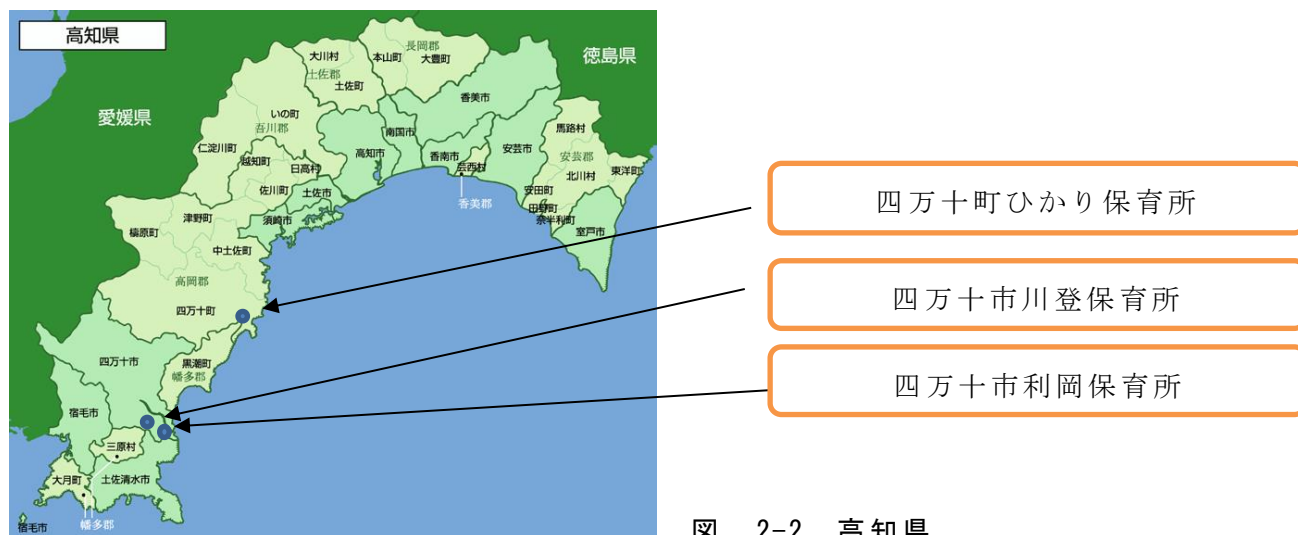 高知県
愛媛県
徳島県
大川村
土佐郡
土佐町
本山町
長岡郡
大豊町
香美市
いの町
吾川郡
仁淀川町
越知町
日高村
佐川町
土佐市
高知市
南国市
香南市
芸西村
香美郡
安芸市
馬路村
安芸郡
北川村
東洋町
安田町
田野町
奈半利町
室戸市
津野町
須崎市
梼原町
中土佐町
高岡郡
四万十町
四万十市
黒潮町
幡多郡
宿毛市
三原村
大月町
土佐清水市
宿毛市
幡多郡
四万十町ひかり保育所
四万十市川登保育所
四万十市利岡保育所
図 2-2 高知県